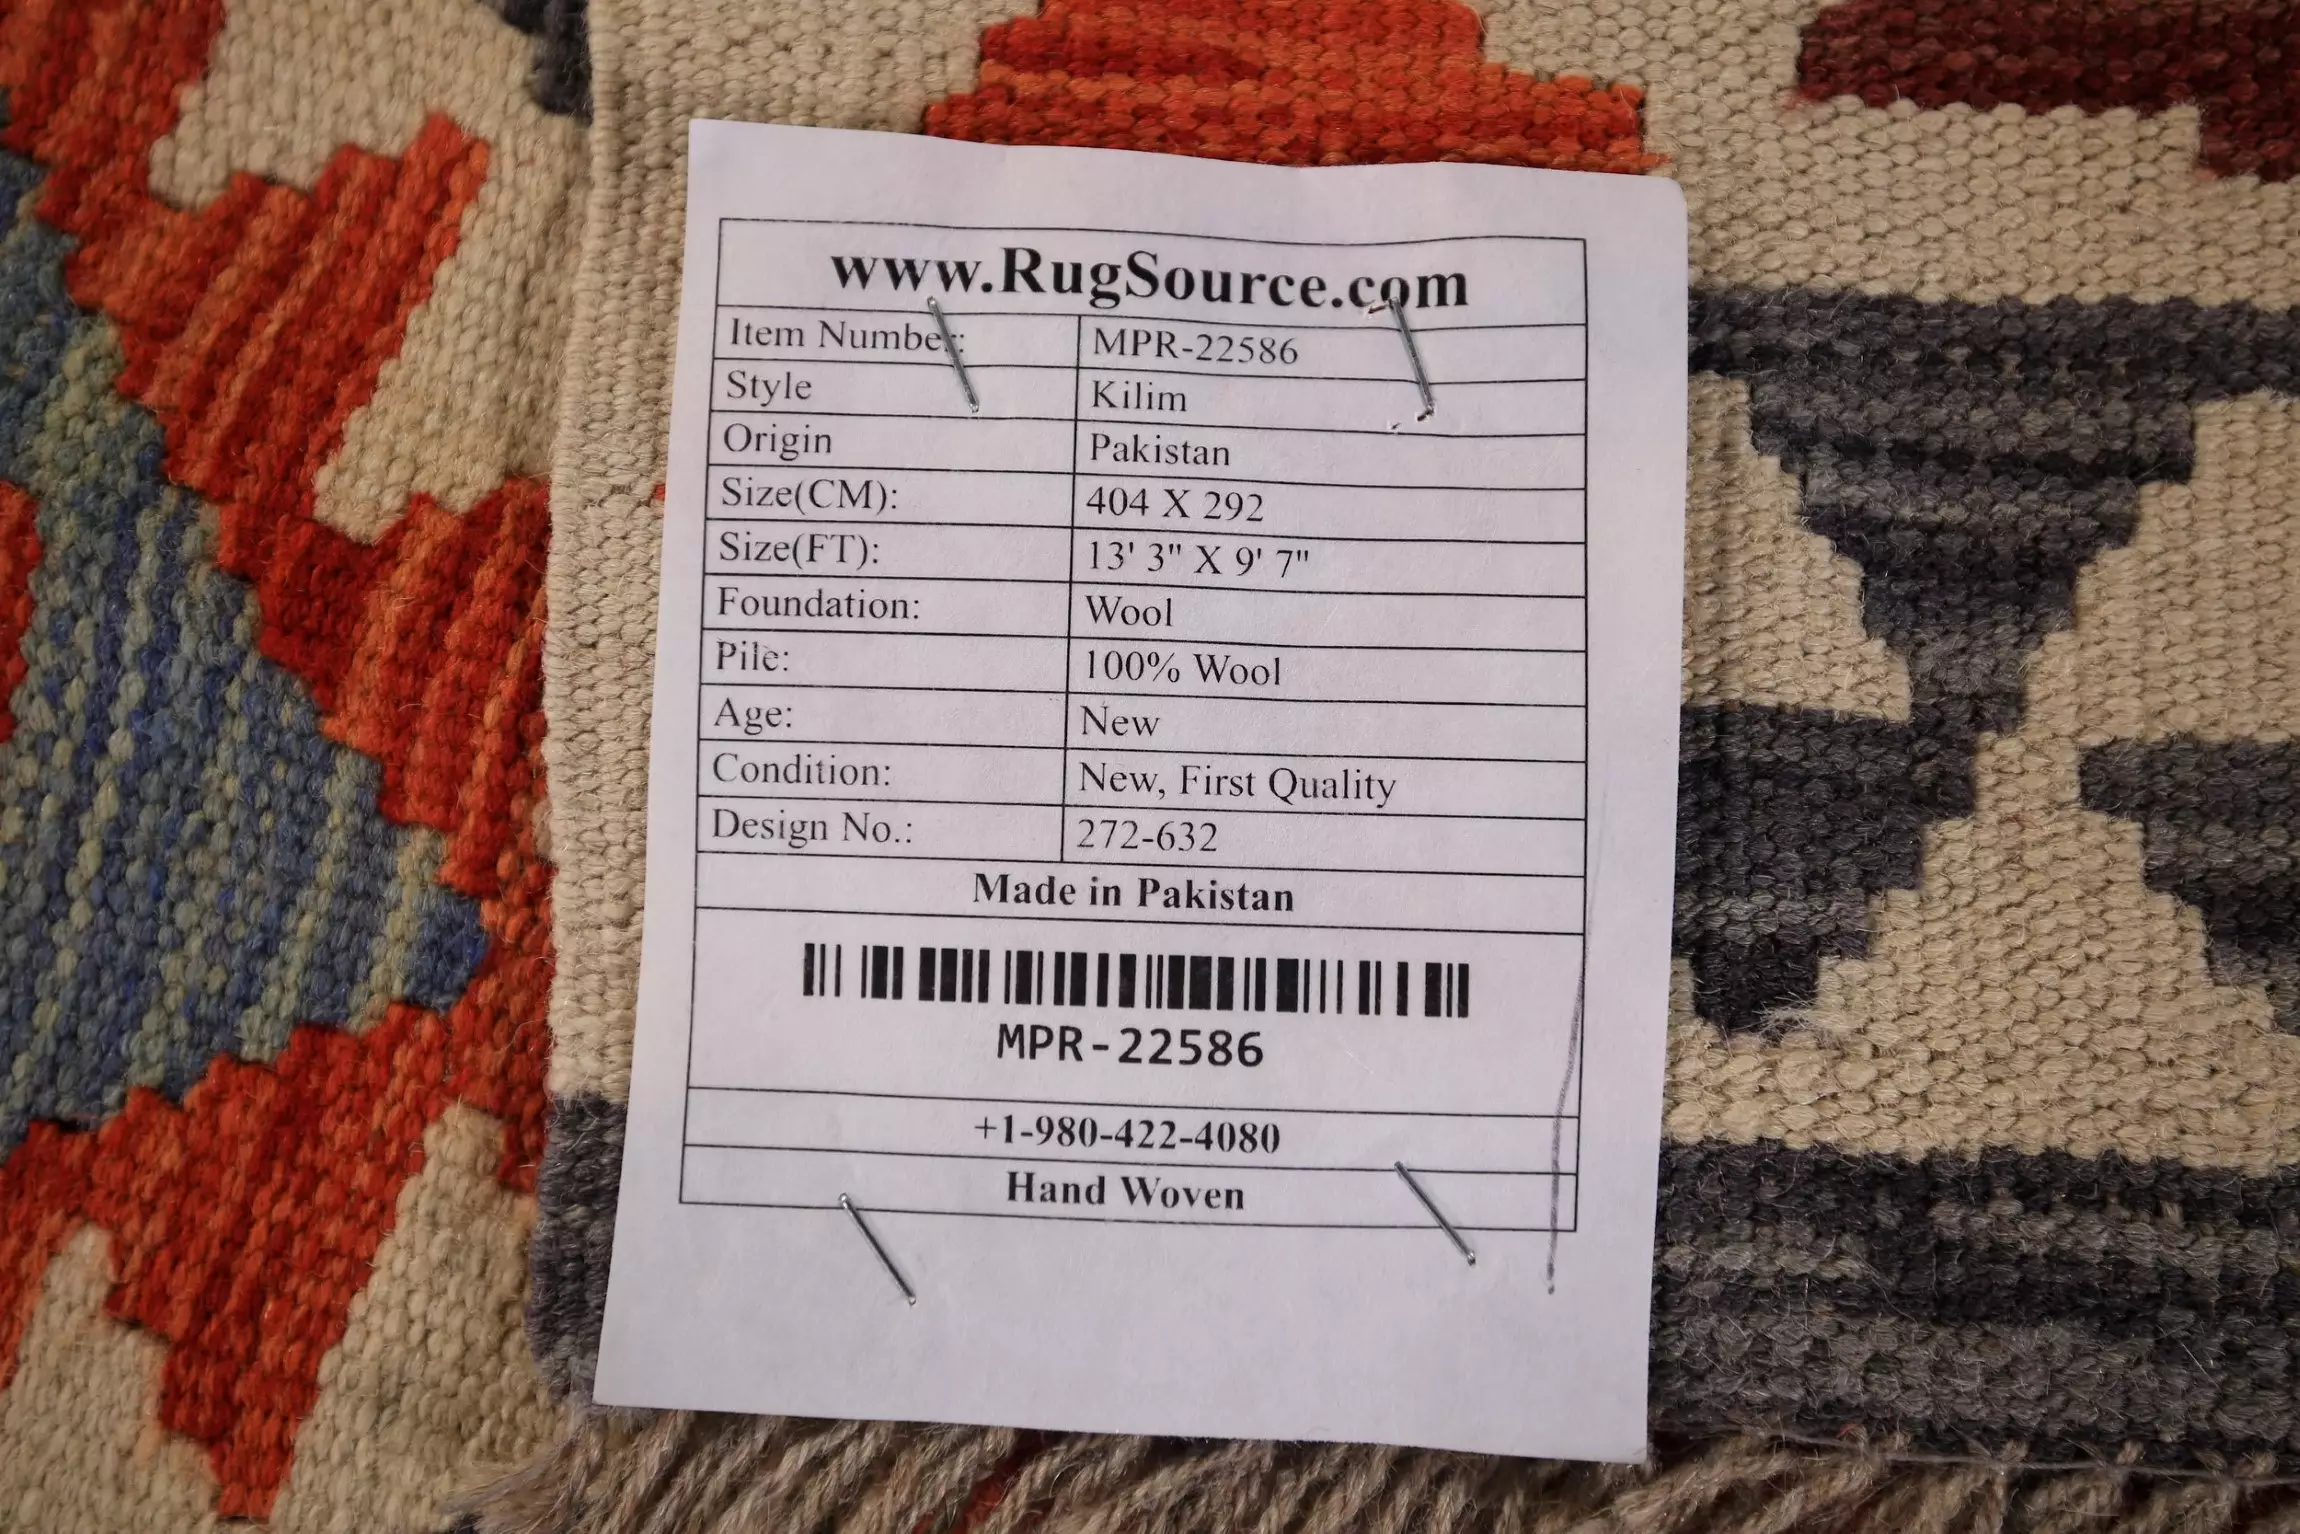 www.RugSource.com
Item Number: MPR-22586
Style Kilim
Origin Pakistan
Size(CM): 404 X 292
Size(FT): 13' 3" X 9' 7"
Foundation: Wool
Pile: 100% Wool
Age: New
Condition: New, First Quality
Design No.: 272-632
Made in Pakistan
MPR-22586
+1-980-422-4080
Hand Woven